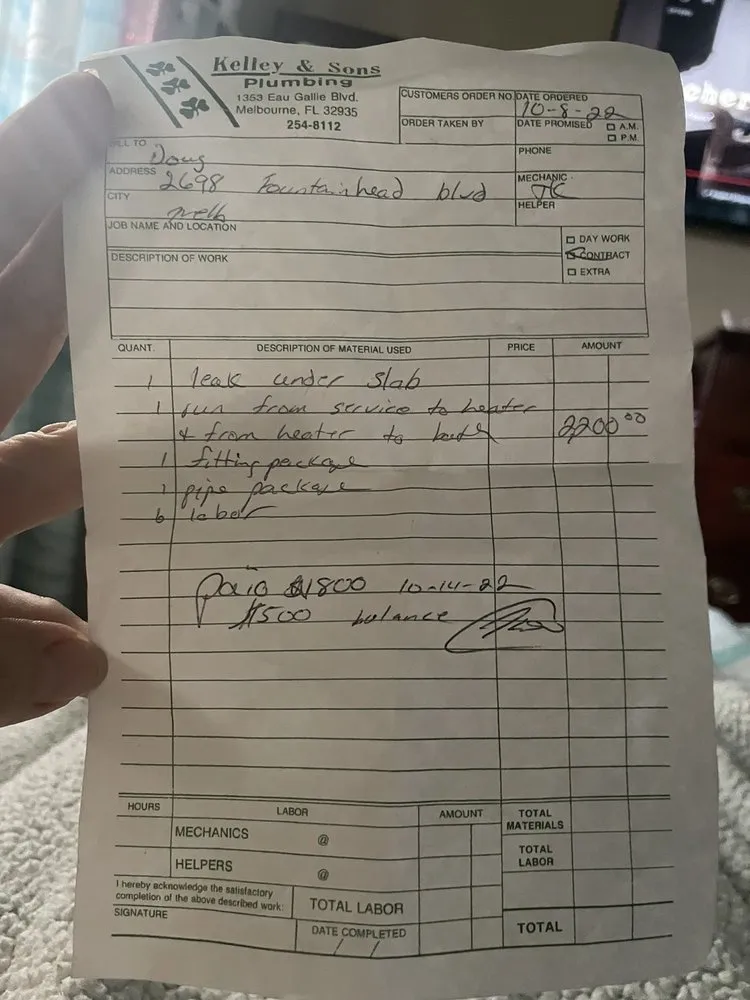 Kelley & Sons
Plumbing
1353 Eau Gallie Blvd.
Melbourne, FL 32935
254-8112
CUSTOMERS ORDER NO.
DATE ORDERED
10-8-22
ORDER TAKEN BY
DATE PROMISED
A.M.
P.M.
BILL TO
Doug
PHONE
ADDRESS
2698 Fountainhead blvd
MECHANIC
CITY
melb
HELPER
JOB NAME AND LOCATION
DAY WORK
CONTRACT
EXTRA
DESCRIPTION OF WORK
QUANT.
DESCRIPTION OF MATERIAL USED
PRICE
AMOUNT
1 leak under slab
1 run from service to heater
& from heater to bath 2200 00
1 fitting package
1 pipe package
6 labor
paid $1800 10-14-22
$500 balance
HOURS
LABOR
AMOUNT
TOTAL MATERIALS
MECHANICS @
TOTAL LABOR
HELPERS @
I hereby acknowledge the satisfactory
completion of the above described work:
TOTAL LABOR
SIGNATURE
DATE COMPLETED
/ /
TOTAL
cher